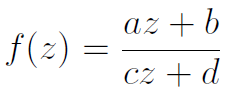 f(z) = \frac{az + b}{cz + d}